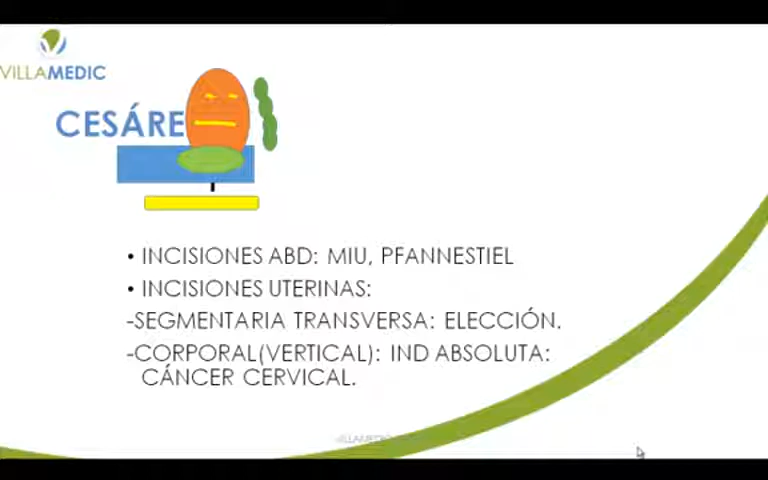 VILLAMEDIC
CESÁRE
• INCISIONES ABD: MIU, PFANNESTIEL
• INCISIONES UTERINAS:
-SEGMENTARIA TRANSVERSA: ELECCIÓN.
-CORPORAL(VERTICAL): IND ABSOLUTA:
CÁNCER CERVICAL.